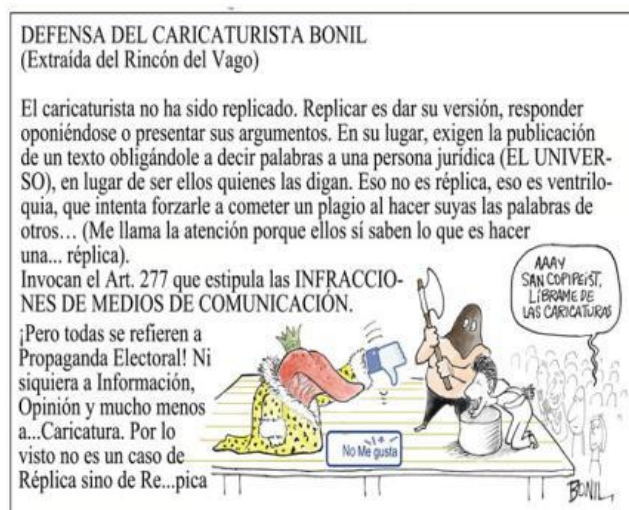 DEFENSA DEL CARICATURISTA BONIL
(Extraída del Rincón del Vago)
El caricaturista no ha sido replicado. Replicar es dar su versión, responder
oponiéndose o presentar sus argumentos. En su lugar, exigen la publicación
de un texto obligándole a decir palabras a una persona jurídica (EL UNIVER-
SO), en lugar de ser ellos quienes las digan. Eso no es réplica, eso es ventrilo-
quia, que intenta forzarle a cometer un plagio al hacer suyas las palabras de
otros… (Me llama la atención porque ellos sí saben lo que es hacer
una... réplica).
Invocan el Art. 277 que estipula las INFRACCIO-
NES DE MEDIOS DE COMUNICACIÓN.
¡Pero todas se refieren a
Propaganda Electoral! Ni
siquiera a Información,
Opinión y mucho menos
a...Caricatura. Por lo
visto no es un caso de
Réplica sino de Re...pica
AAAY
SAN COPIPEIST,
LÍBRAME DE
LAS CARICATURAS
No Me gusta
BONIL